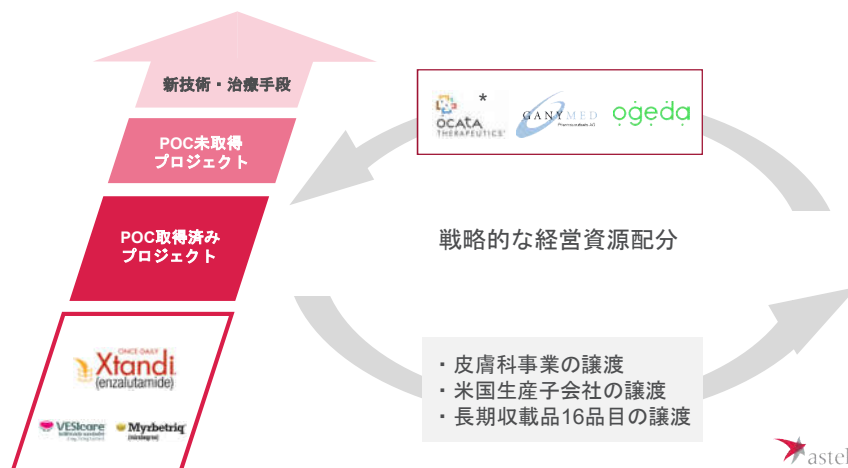 新技術・治療手段
POC未取得
プロジェクト
POC取得済み
プロジェクト
ONCE DAILY
Xtandi
(enzalutamide)
VESIcare
Myrbetriq
(mirabegron)
*
OCATA
THERAPEUTICS
GANYMED
Pharmaceuticals AG
ogeda
戦略的な経営資源配分
・皮膚科事業の譲渡
・米国生産子会社の譲渡
・長期収載品16品目の譲渡
astel